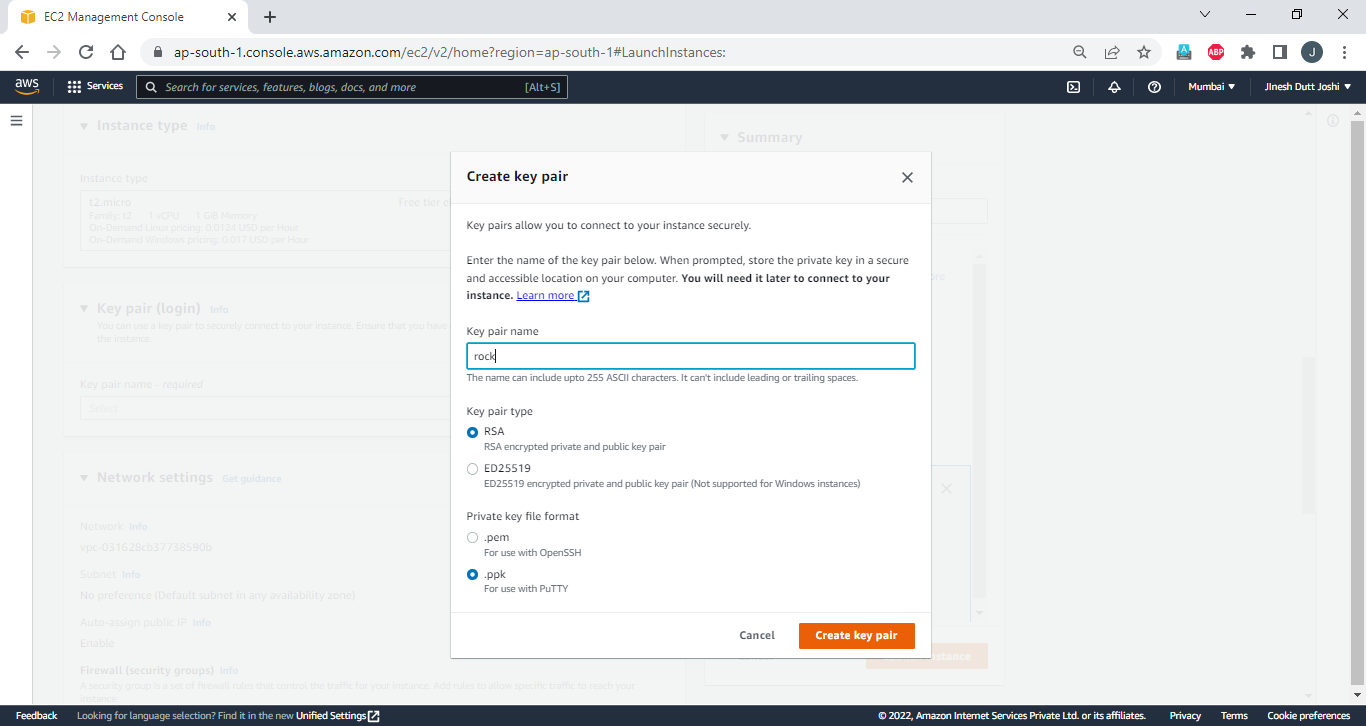 EC2 Management Console
ap-south-1.console.aws.amazon.com/ec2/v2/home?region=ap-south-1#LaunchInstances:
ABP
J
aws
Services
Search for services, features, blogs, docs, and more
[Alt+S]
Mumbai
JInesh Dutt Joshi
Instance type Info
Summary
Instance type
t2.micro
Free tier e
Family: t2 1 vCPU 1 GiB Memory
On-Demand Linux pricing: 0.0124 USD per Hour
On-Demand Windows pricing: 0.017 USD per Hour
Key pair (login) Info
You can use a key pair to securely connect to your instance. Ensure that you have
the instance.
Key pair name - required
Select
Network settings Get guidance
Network Info
vpc-031628cb37738590b
Subnet Info
No preference (Default subnet in any availability zone)
Auto-assign public IP Info
Enable
Firewall (security groups) Info
A security group is a set of firewall rules that control the traffic for your instance. Add rules to allow specific traffic to reach your
instance.
Create key pair
Key pairs allow you to connect to your instance securely.
Enter the name of the key pair below. When prompted, store the private key in a secure
and accessible location on your computer. You will need it later to connect to your
instance. Learn more
Key pair name
rock
The name can include upto 255 ASCII characters. It can't include leading or trailing spaces.
Key pair type
RSA
RSA encrypted private and public key pair
ED25519
ED25519 encrypted private and public key pair (Not supported for Windows instances)
Private key file format
.pem
For use with OpenSSH
.ppk
For use with PuTTY
Cancel
Create key pair
Feedback
Looking for language selection? Find it in the new Unified Settings
© 2022, Amazon Internet Services Private Ltd. or its affiliates.
Privacy
Terms
Cookie preferences